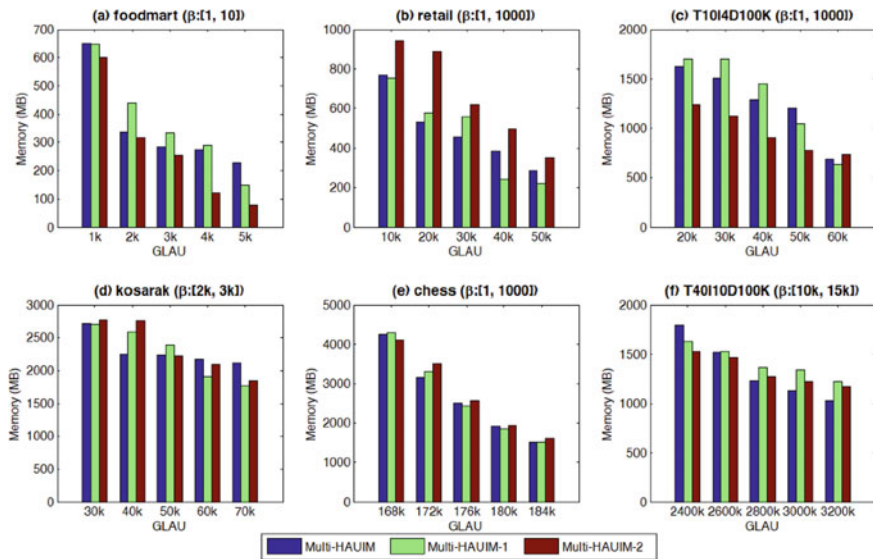 (a) foodmart (β:[1, 10])
Memory (MB)
700
600
500
400
300
200
100
0
1k 2k 3k 4k 5k
GLAU
(b) retail (β:[1, 1000])
Memory (MB)
1000
800
600
400
200
0
10k 20k 30k 40k 50k
GLAU
(c) T10I4D100K (β:[1, 1000])
Memory (MB)
2000
1500
1000
500
0
20k 30k 40k 50k 60k
GLAU
(d) kosarak (β:[2k, 3k])
Memory (MB)
3000
2500
2000
1500
1000
500
0
30k 40k 50k 60k 70k
GLAU
(e) chess (β:[1, 1000])
Memory (MB)
5000
4000
3000
2000
1000
0
168k 172k 176k 180k 184k
GLAU
(f) T40I10D100K (β:[10k, 15k])
Memory (MB)
2000
1500
1000
500
0
2400k 2600k 2800k 3000k 3200k
GLAU
Multi-HAUIM Multi-HAUIM-1 Multi-HAUIM-2